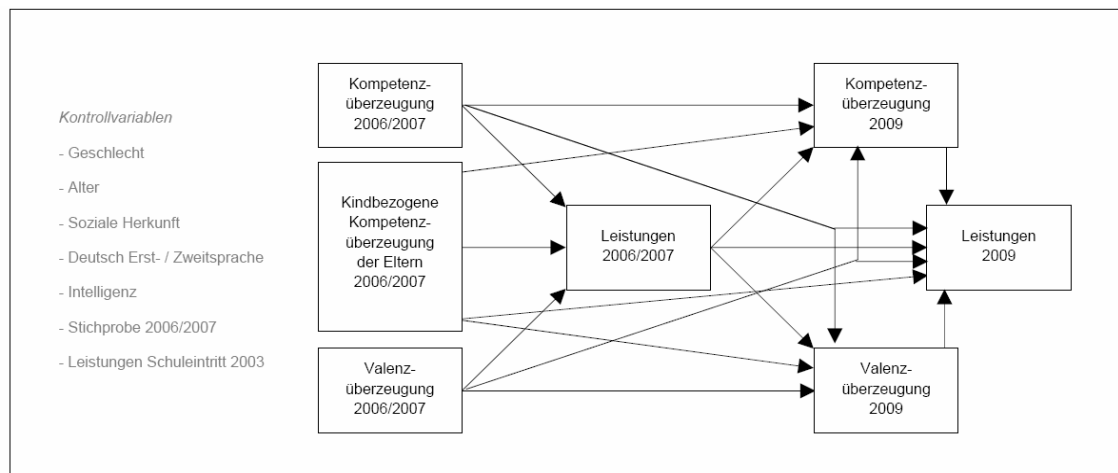 Kontrollvariablen
- Geschlecht
- Alter
- Soziale Herkunft
- Deutsch Erst- / Zweitsprache
- Intelligenz
- Stichprobe 2006/2007
- Leistungen Schuleintritt 2003
Kompetenz-
überzeugung
2006/2007
Kindbezogene
Kompetenz-
überzeugung
der Eltern
2006/2007
Valenz-
überzeugung
2006/2007
Leistungen
2006/2007
Kompetenz-
überzeugung
2009
Leistungen
2009
Valenz-
überzeugung
2009